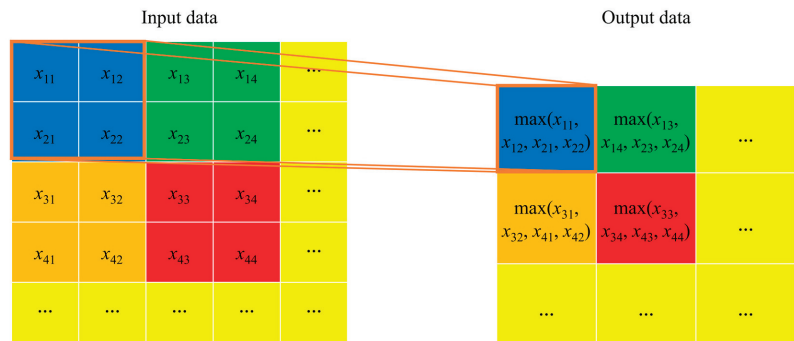 Input data
Output data
x11 x12 x13 x14 ...
x21 x22 x23 x24 ...
x31 x32 x33 x34 ...
x41 x42 x43 x44 ...
... ... ... ... ...
max(x11, max(x13,
x12, x21, x22) x14, x23, x24) ...
max(x31, max(x33,
x32, x41, x42) x34, x43, x44) ...
... ... ...